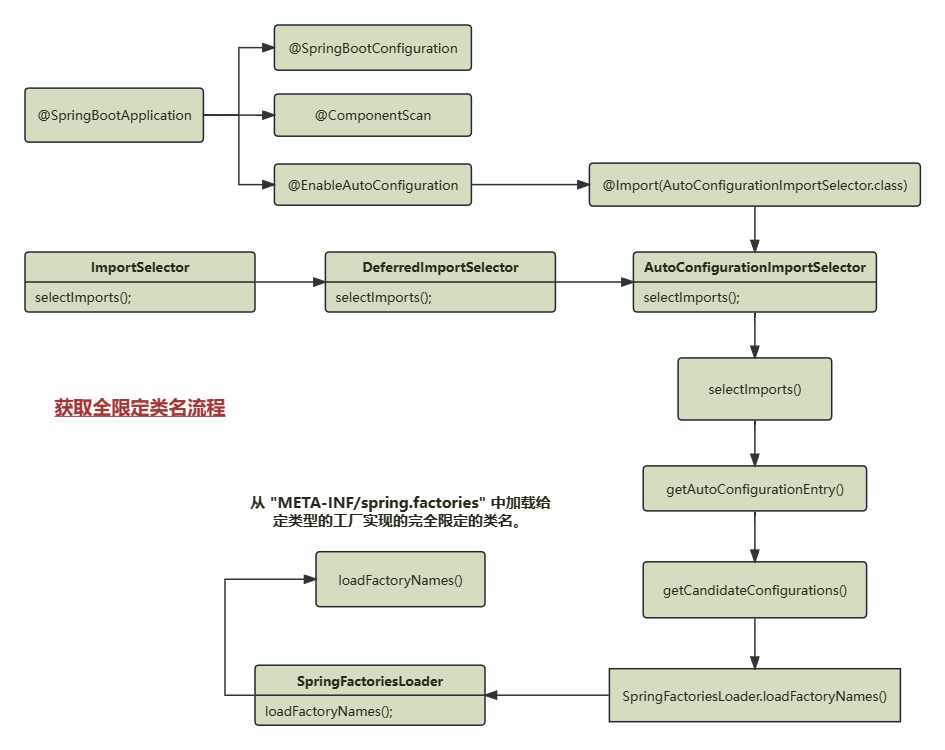 @SpringBootConfiguration
@SpringBootApplication
@ComponentScan
@EnableAutoConfiguration
@Import(AutoConfigurationImportSelector.class)
ImportSelector
selectImports();
DeferredImportSelector
selectImports();
AutoConfigurationImportSelector
selectImports();
selectImports()
获取全限定类名流程
getAutoConfigurationEntry()
从 "META-INF/spring.factories" 中加载给
定类型的工厂实现的完全限定的类名。
loadFactoryNames()
getCandidateConfigurations()
SpringFactoriesLoader
loadFactoryNames();
SpringFactoriesLoader.loadFactoryNames()